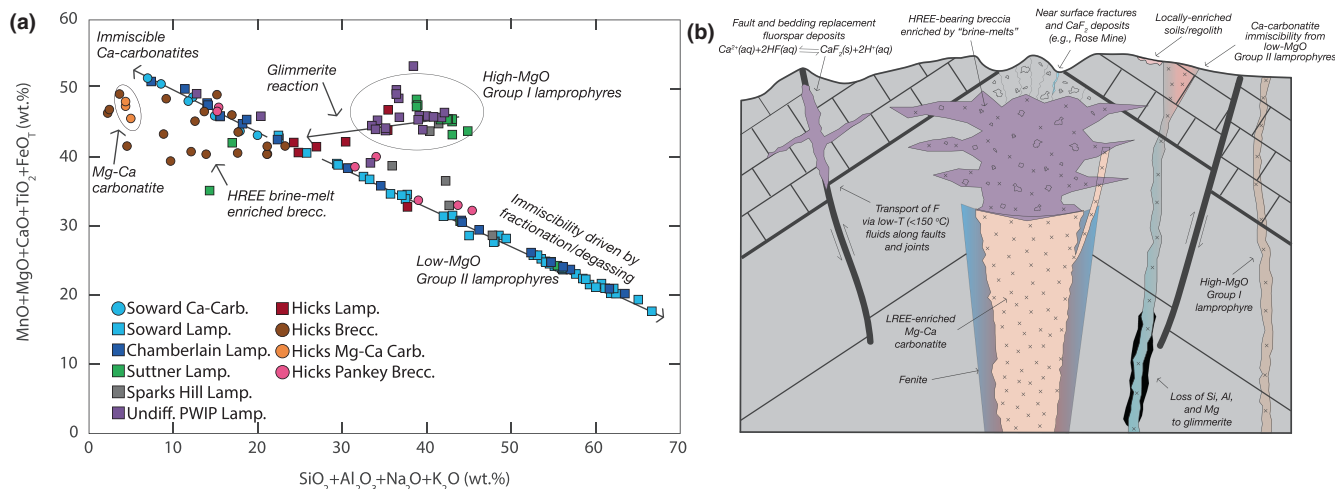 (a)
MnO+MgO+CaO+TiO₂+FeOT (wt.%)
60
50
40
30
20
10
0
Immiscible
Ca-carbonatites
Glimmerite
reaction
High-MgO
Group I lamprophyres
Mg-Ca
carbonatite
HREE brine-melt
enriched brecc.
Immiscibility driven by
fractionation/degassing
Low-MgO
Group II lamprophyres
Soward Ca-Carb.
Soward Lamp.
Chamberlain Lamp.
Suttner Lamp.
Sparks Hill Lamp.
Undiff. PWIP Lamp.
Hicks Lamp.
Hicks Brecc.
Hicks Mg-Ca Carb.
Hicks Pankey Brecc.
0 10 20 30 40 50 60 70
SiO₂+Al₂O₃+Na₂O+K₂O (wt.%)
(b)
Fault and bedding replacement
fluorspar deposits
Ca²⁺(aq)+2HF(aq) ⇌ CaF₂(s)+2H⁺(aq)
HREE-bearing breccia
enriched by “brine-melts”
Near surface fractures
and CaF₂ deposits
(e.g., Rose Mine)
Locally-enriched
soils/regolith
Ca-carbonatite
immiscibility from
low-MgO
Group II lamprophyres
Transport of F
via low-T (<150 °C)
fluids along faults
and joints
LREE-enriched
Mg-Ca
carbonatite
Fenite
High-MgO
Group I
lamprophyre
Loss of Si, Al,
and Mg
to glimmerite